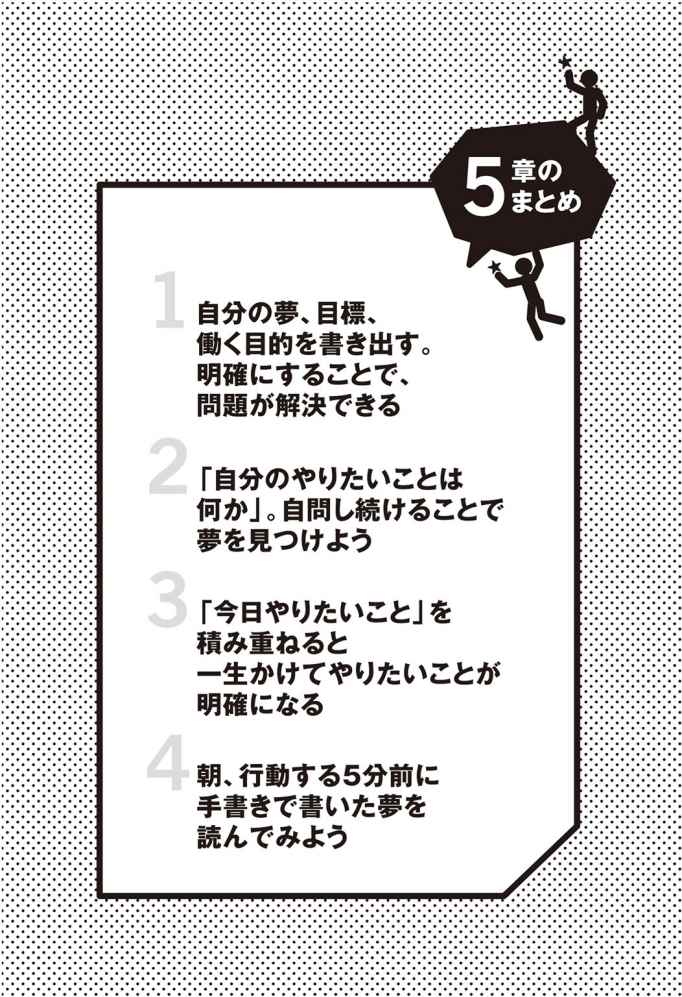 5章の
まとめ
1
自分の夢、目標、
働く目的を書き出す。
明確にすることで、
問題が解決できる
2
「自分のやりたいことは
何か」。自問し続けることで
夢を見つけよう
3
「今日やりたいこと」を
積み重ねると
一生かけてやりたいことが
明確になる
4
朝、行動する5分前に
手書きで書いた夢を
読んでみよう